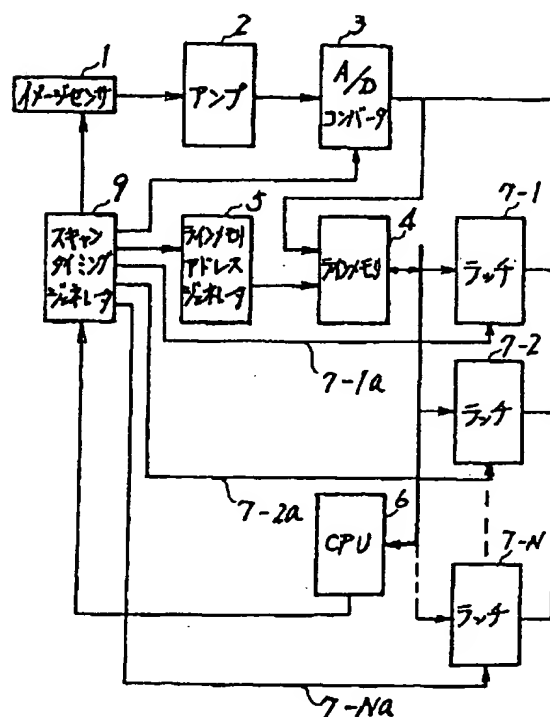 1
イメージセンサ
2
アンプ
3
A/D
コンバータ
9
スキャン
タイミング
ジェネレータ
5
ラインメモリ
アドレス
ジェネレータ
4
ラインメモリ
7-1
ラッチ
7-1a
7-2
ラッチ
7-2a
6
CPU
7-N
ラッチ
7-Na